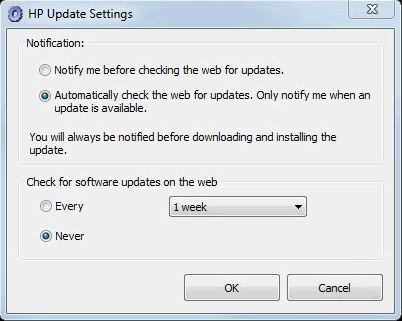 HP Update Settings
Notification:
Notify me before checking the web for updates.
Automatically check the web for updates. Only notify me when an
update is available.
You will always be notified before downloading and installing the
update.
Check for software updates on the web
Every
1 week
Never
OK
Cancel